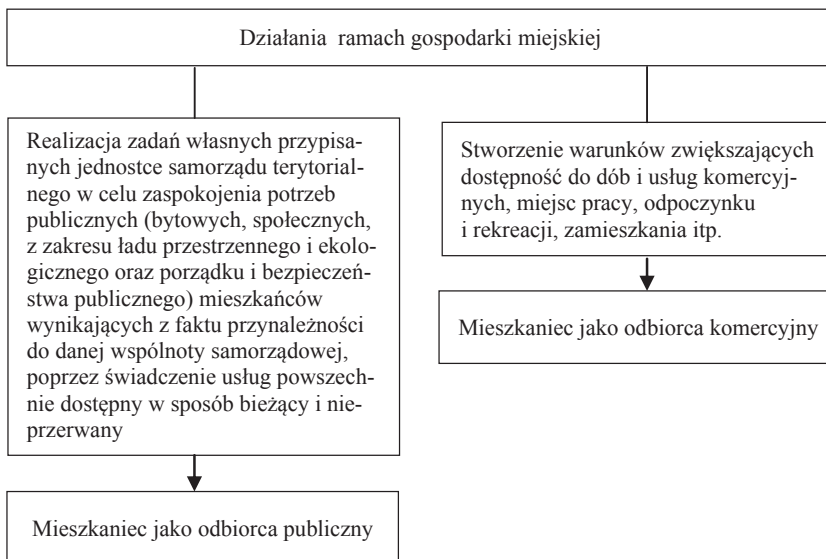 Działania ramach gospodarki miejskiej
Realizacja zadań własnych przypisa-
nych jednostce samorządu terytorial-
nego w celu zaspokojenia potrzeb
publicznych (bytowych, społecznych,
z zakresu ładu przestrzennego i ekolo-
gicznego oraz porządku i bezpieczeń-
stwa publicznego) mieszkańców
wynikających z faktu przynależności
do danej wspólnoty samorządowej,
poprzez świadczenie usług powszech-
nie dostępny w sposób bieżący i nie-
przerwany
Mieszkaniec jako odbiorca publiczny
Stworzenie warunków zwiększających
dostępność do dób i usług komercyj-
nych, miejsc pracy, odpoczynku
i rekreacji, zamieszkania itp.
Mieszkaniec jako odbiorca komercyjny